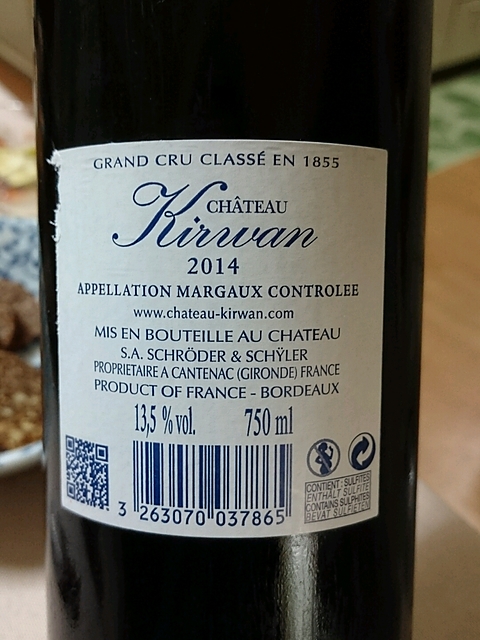 GRAND CRU CLASSÉ EN 1855
CHÂTEAU
Kirwan
2014
APPELLATION MARGAUX CONTROLEE
www.chateau-kirwan.com
MIS EN BOUTEILLE AU CHATEAU
S.A. SCHRÖDER & SCHŸLER
PROPRIETAIRE A CANTENAC (GIRONDE) FRANCE
PRODUCT OF FRANCE - BORDEAUX
13,5 % vol. 750 ml
CONTIENT : SULFITES
ENTHÄLT SULFITE
CONTAINS SULPHITES
BEVAT SULFIETEN
3 263070 037865